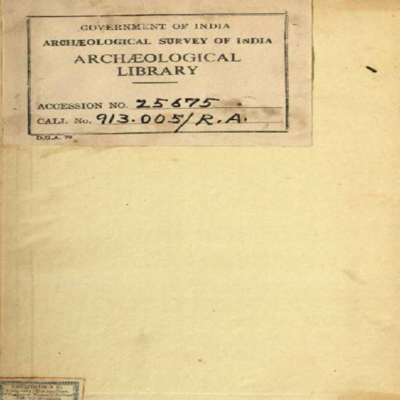 GOVERNMENT OF INDIA
ARCHÆOLOGICAL SURVEY OF INDIA
ARCHÆOLOGICAL
LIBRARY
ACCESSION NO. 25675
CALL No. 913.005/R.A.
D.G.A. 79